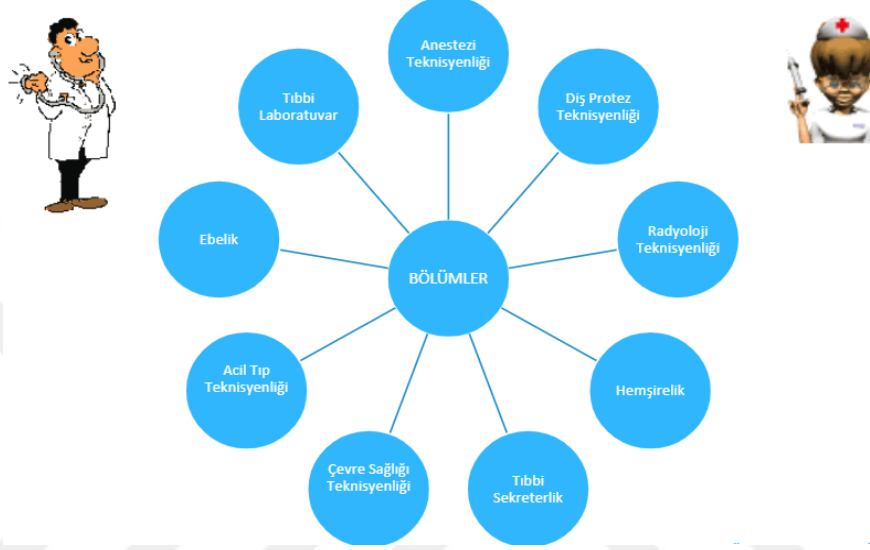 Anestezi
Teknisyenliği
Diş Protez
Teknisyenliği
Radyoloji
Teknisyenliği
Hemşirelik
Tıbbi
Sekreterlik
Çevre Sağlığı
Teknisyenliği
Acil Tıp
Teknisyenliği
Ebelik
Tıbbi
Laboratuvar
BÖLÜMLER